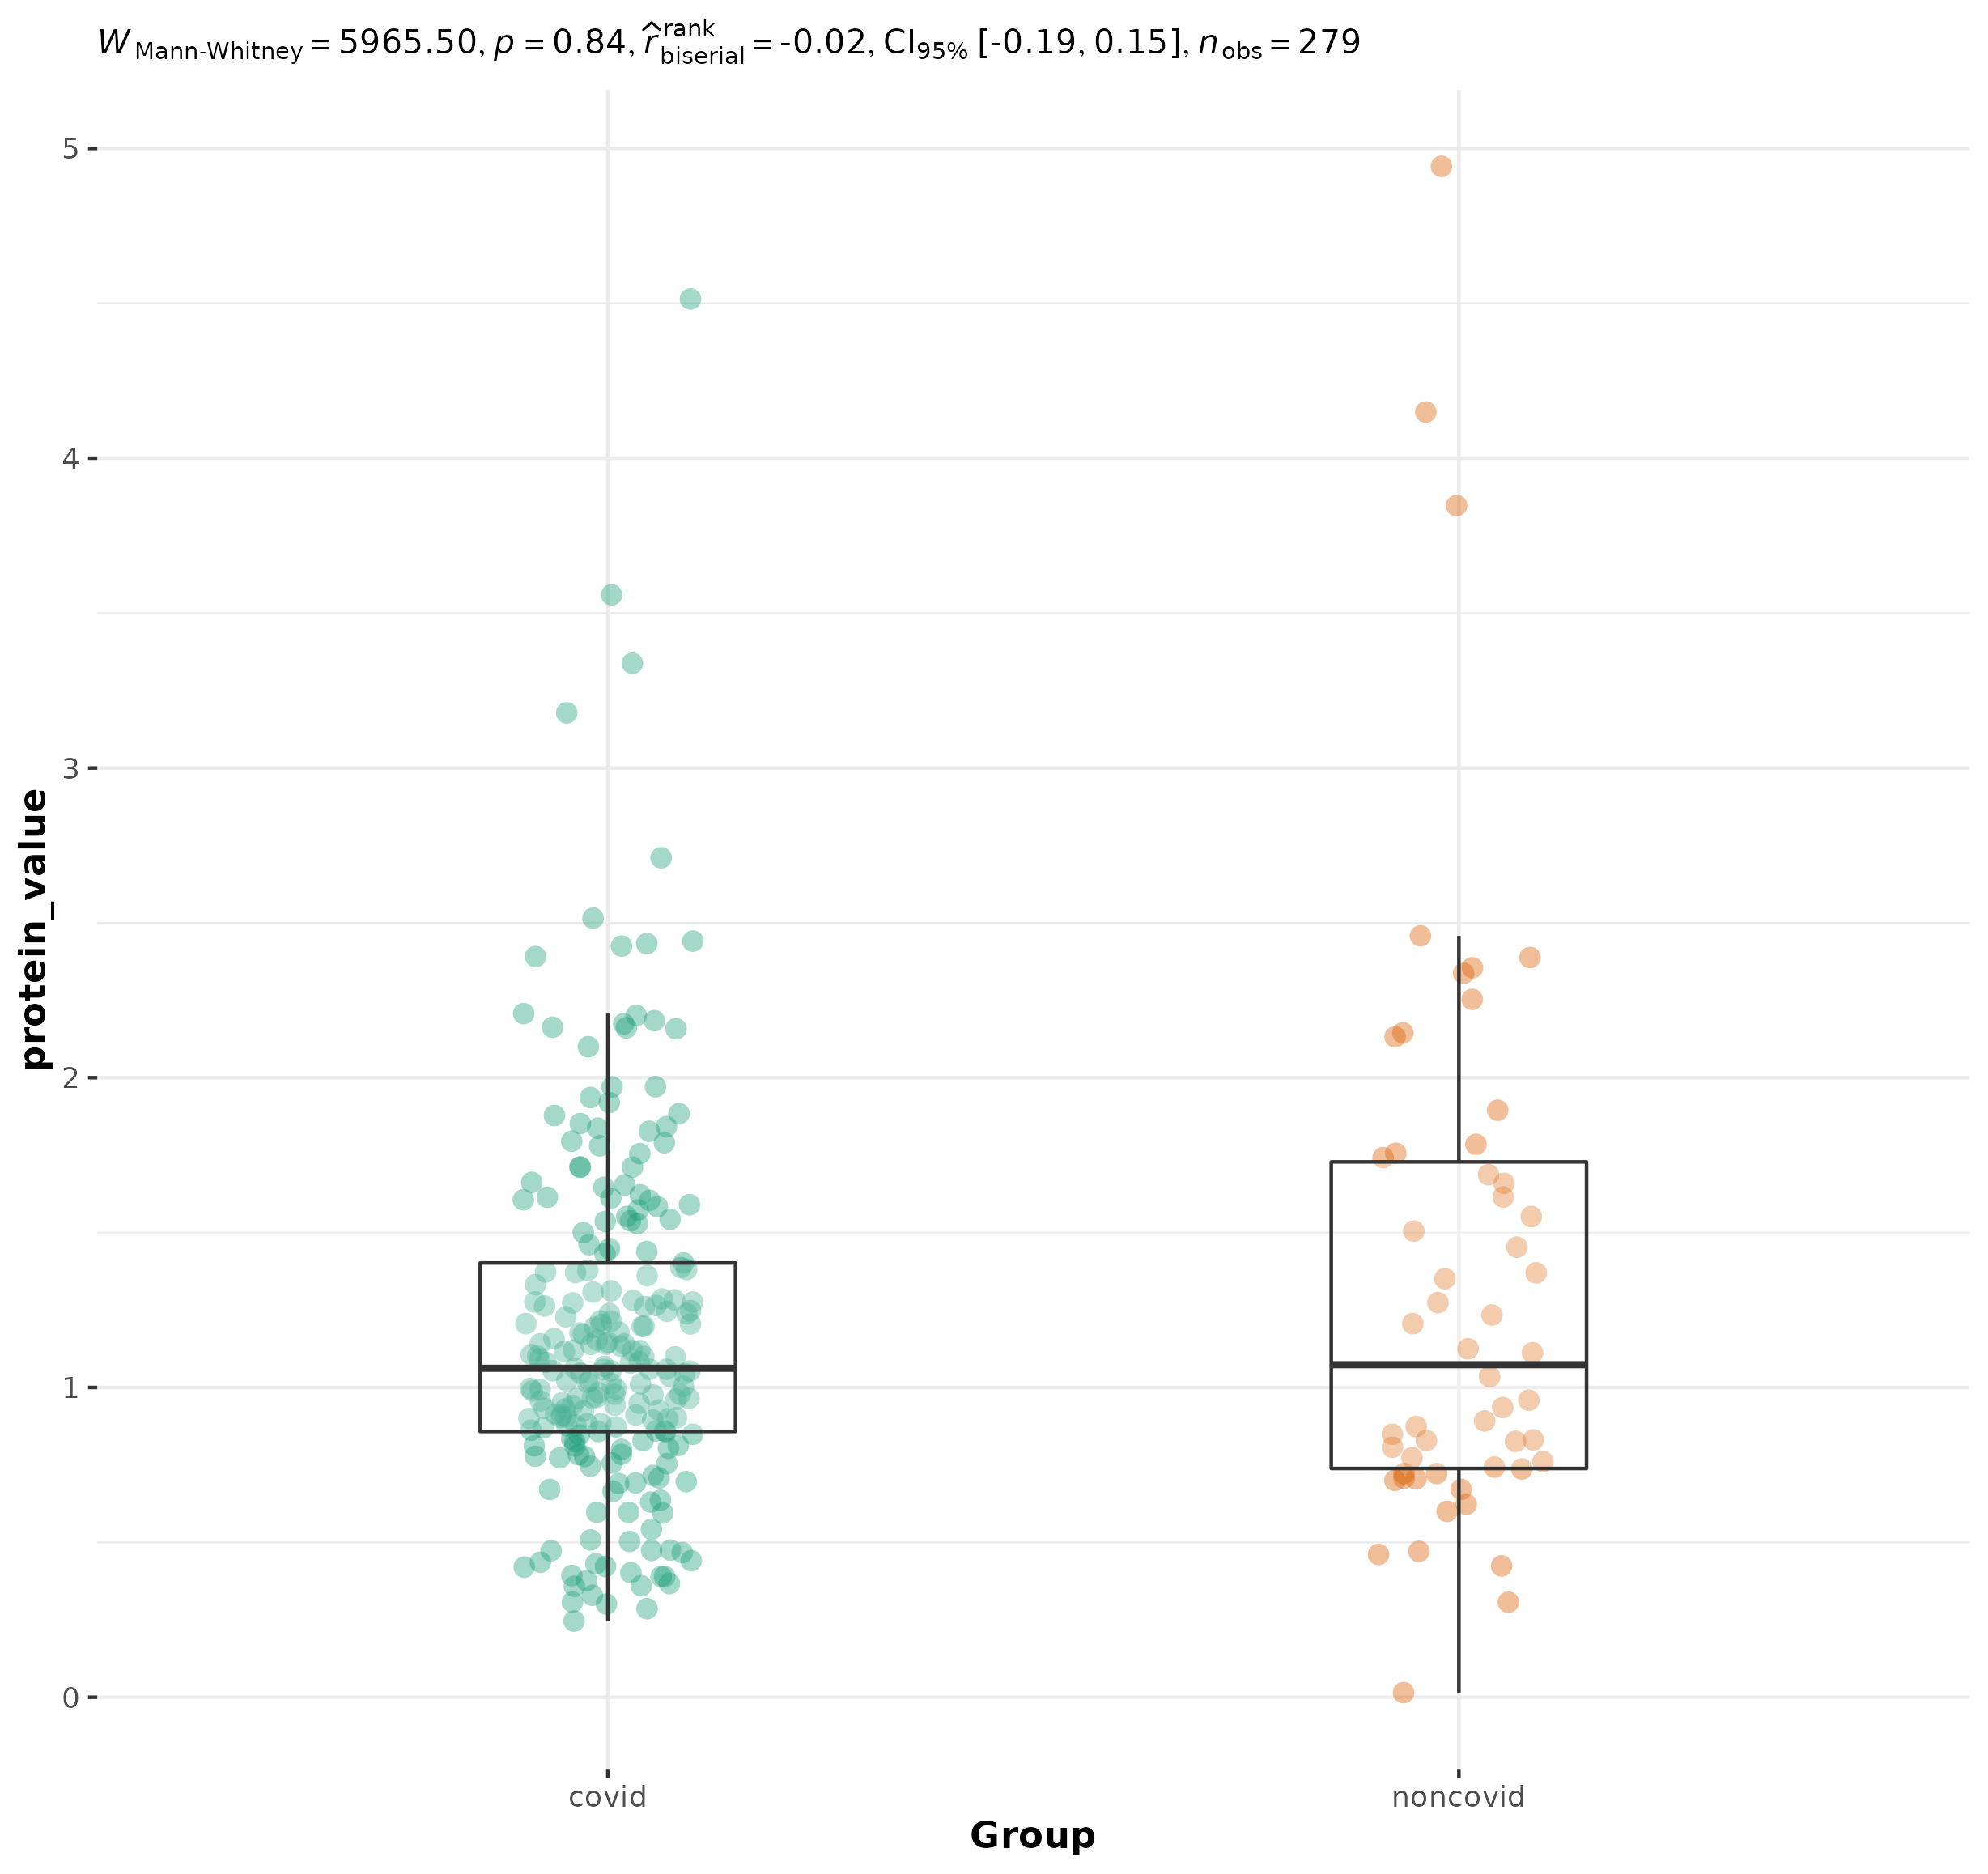 W Mann-Whitney = 5965.50, p = 0.84, r̂ rank biserial = -0.02, CI95% [-0.19, 0.15], nobs = 279
5
4
3
2
1
0
protein_value
covid noncovid
Group